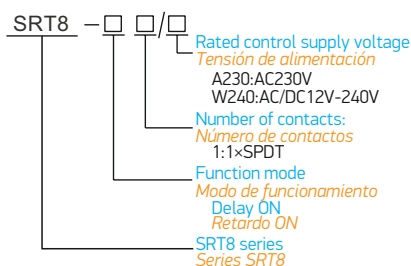 SRT8 -□ □/□
Rated control supply voltage
Tensión de alimentación
A230:AC230V
W240:AC/DC12V-240V
Number of contacts:
Número de contactos
1:1×SPDT
Function mode
Modo de funcionamiento
Delay ON
Retardo ON
SRT8 series
Series SRT8